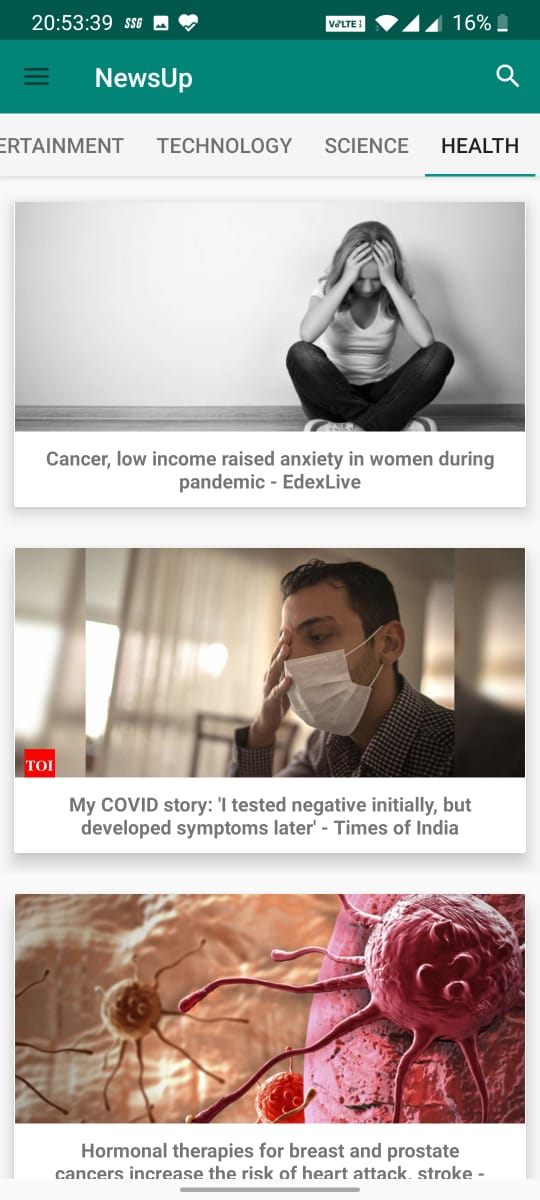 20:53:39 SSG VoLTE 16%
NewsUp
ERTAINMENT TECHNOLOGY SCIENCE HEALTH
Cancer, low income raised anxiety in women during
pandemic - EdexLive
TOI
My COVID story: 'I tested negative initially, but
developed symptoms later' - Times of India
Hormonal therapies for breast and prostate
cancers increase the risk of heart attack, stroke -